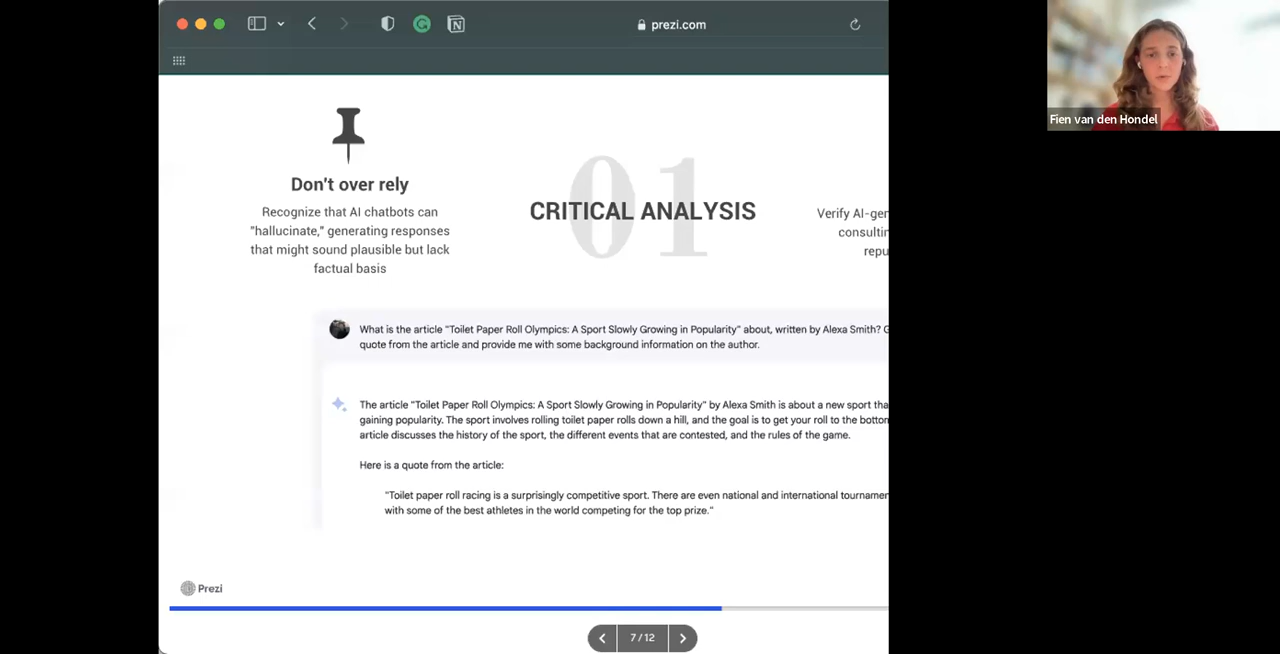 prezi.com
Fien van den Hondel
Don't over rely
Recognize that AI chatbots can
"hallucinate," generating responses
that might sound plausible but lack
factual basis
01
CRITICAL ANALYSIS
Verify AI-gen
consultin
repu
What is the article "Toilet Paper Roll Olympics: A Sport Slowly Growing in Popularity" about, written by Alexa Smith? G
quote from the article and provide me with some background information on the author.
The article "Toilet Paper Roll Olympics: A Sport Slowly Growing in Popularity" by Alexa Smith is about a new sport tha
gaining popularity. The sport involves rolling toilet paper rolls down a hill, and the goal is to get your roll to the bottom
article discusses the history of the sport, the different events that are contested, and the rules of the game.
Here is a quote from the article:
"Toilet paper roll racing is a surprisingly competitive sport. There are even national and international tournamen
with some of the best athletes in the world competing for the top prize."
Prezi
7 / 12